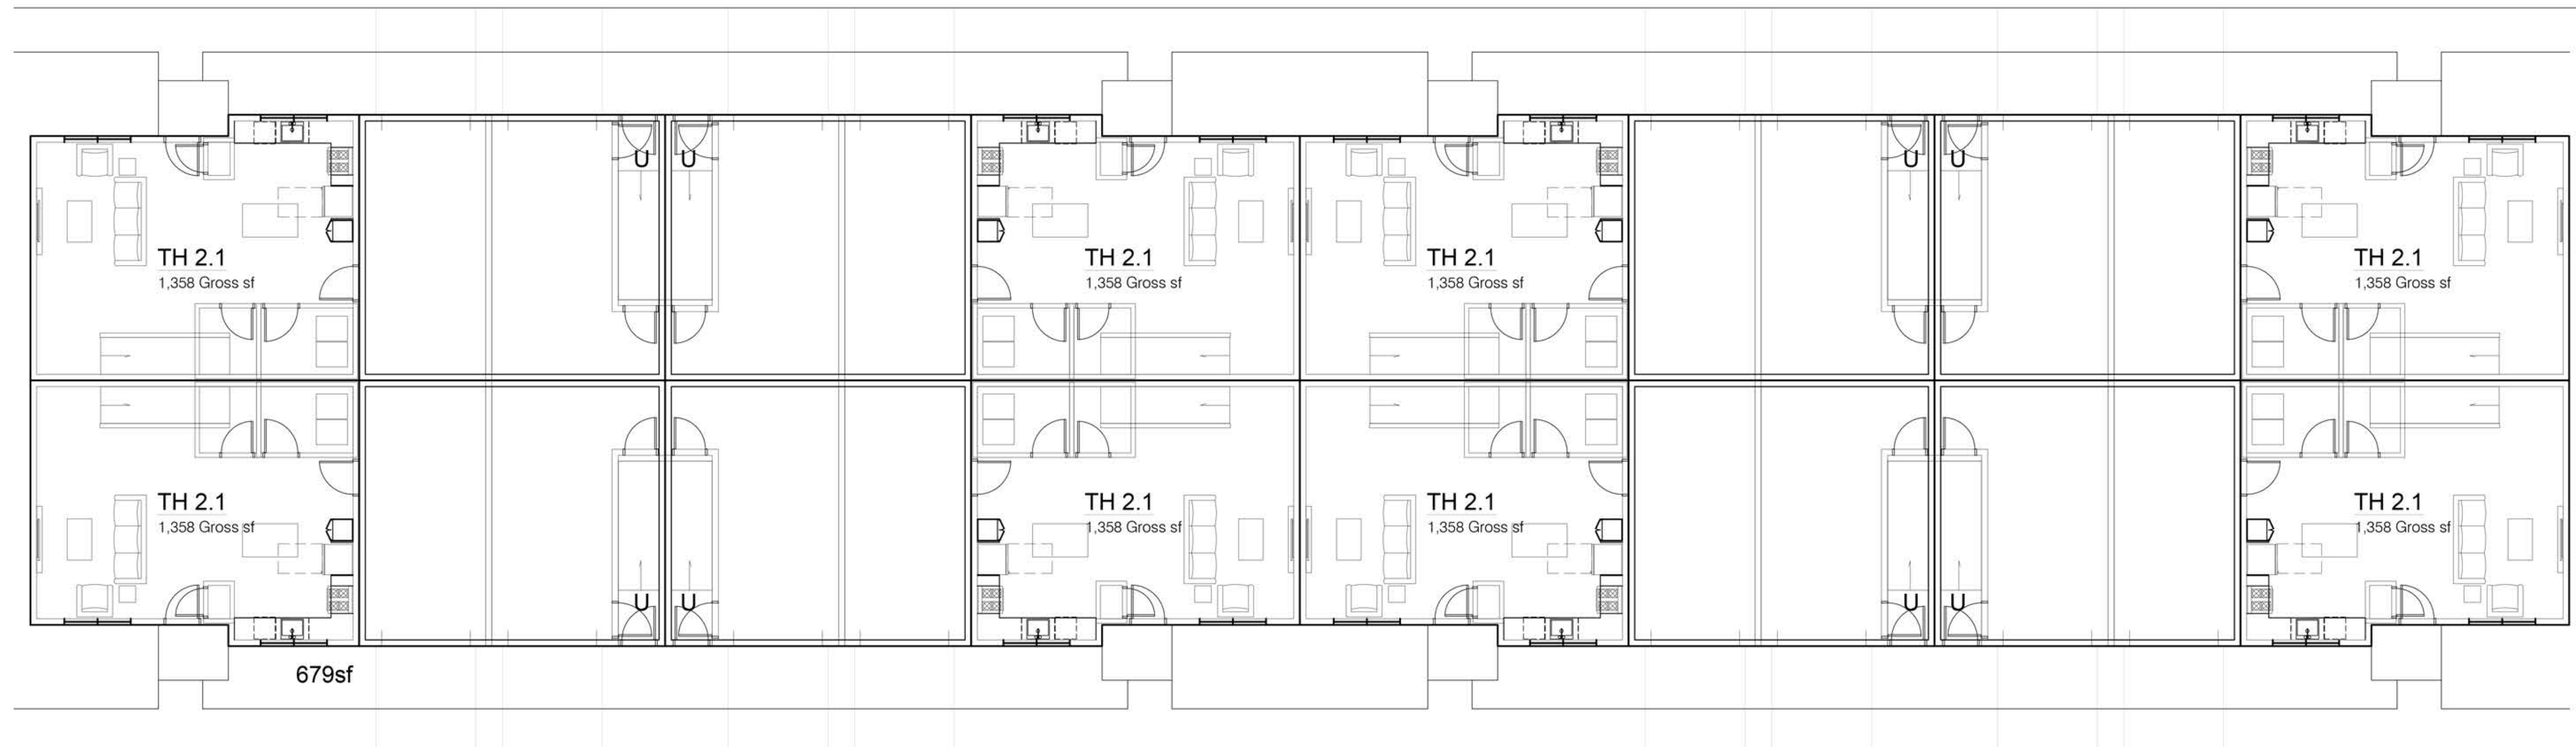 U U U U
TH 2.1 TH 2.1 TH 2.1 TH 2.1
1,358 Gross sf 1,358 Gross sf 1,358 Gross sf 1,358 Gross sf
TH 2.1 TH 2.1 TH 2.1 TH 2.1
1,358 Gross sf 1,358 Gross sf 1,358 Gross sf 1,358 Gross sf
U U U U
679sf